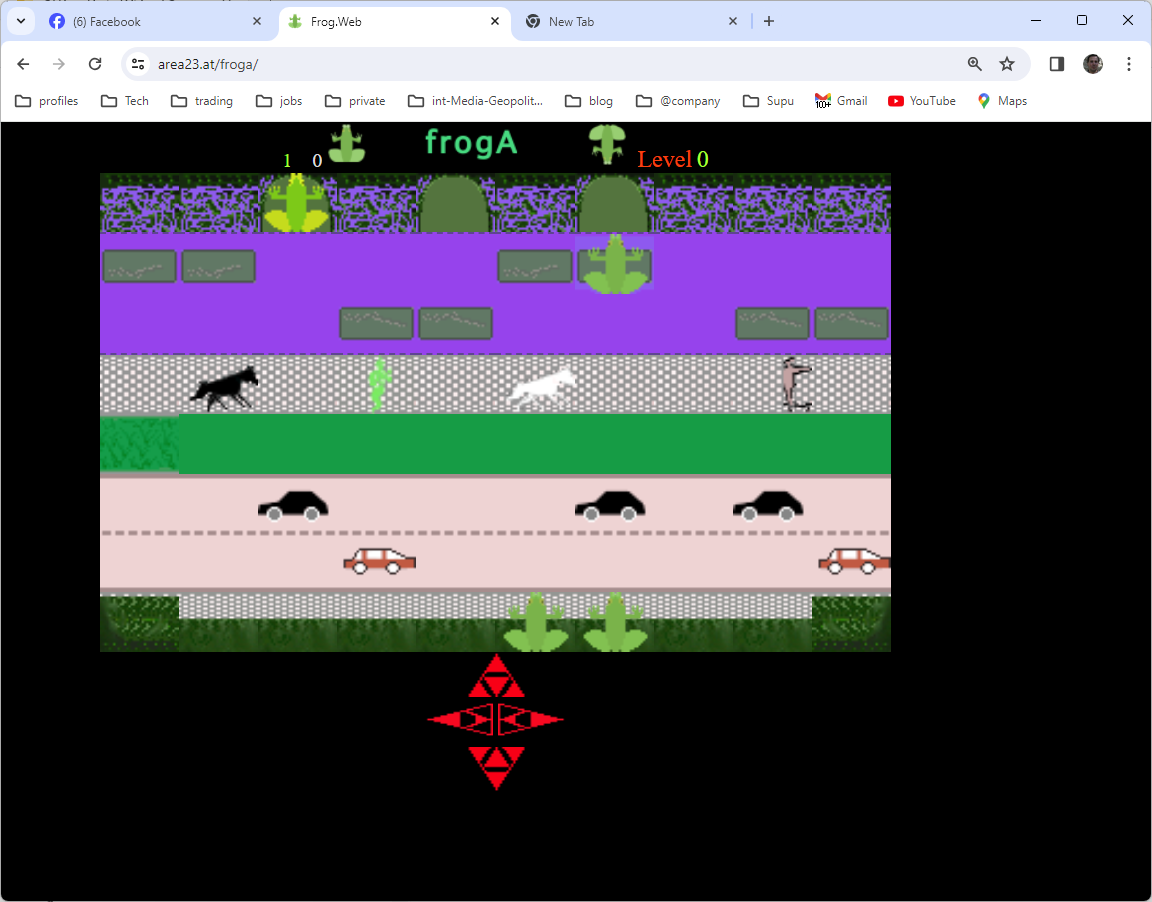 (6) Facebook
Frog.Web
New Tab
area23.at/froga/
profiles
Tech
trading
jobs
private
int-Media-Geopolit...
blog
@company
Supu
100+
Gmail
YouTube
Maps
frogA
1 0
Level 0